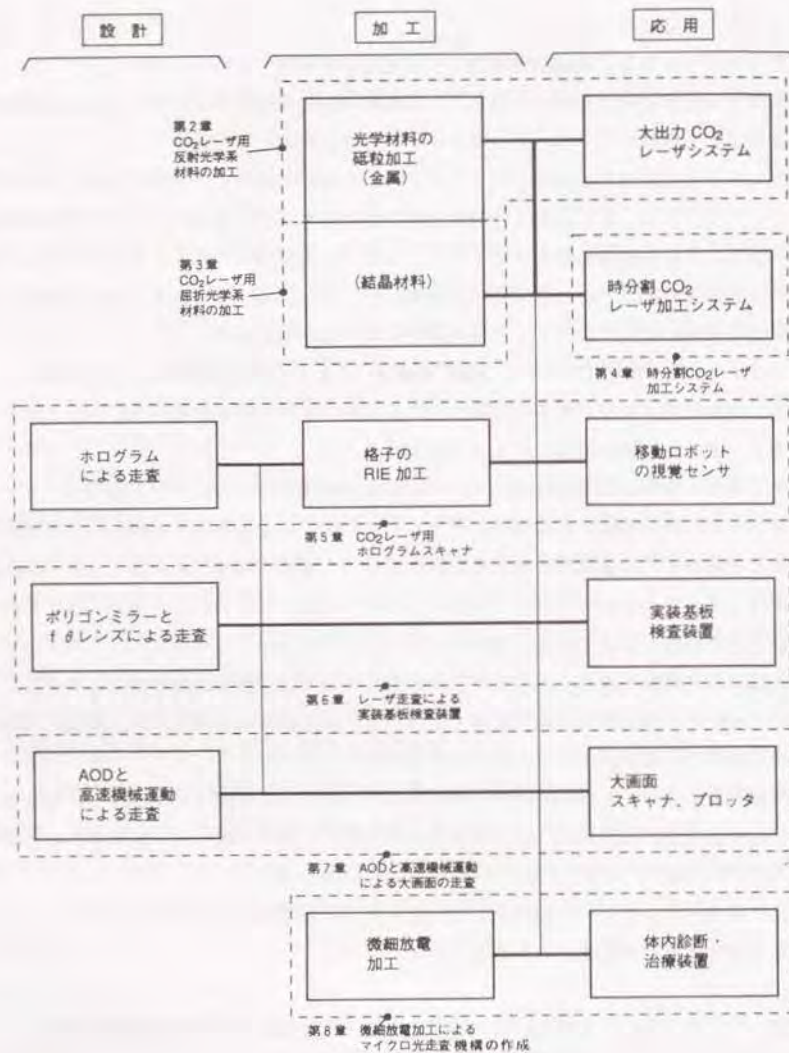 設計
加工
応用
第2章
CO₂レーザ用
反射光学系
材料の加工
光学材料の
砥粒加工
(金属)
大出力 CO₂
レーザシステム
第3章
CO₂レーザ用
屈折光学系
材料の加工
(結晶材料)
時分割 CO₂
レーザ加工システム
第4章 時分割CO₂レーザ
加工システム
ホログラム
による走査
格子の
RIE 加工
移動ロボット
の視覚センサ
第5章 CO₂レーザ用
ホログラムスキャナ
ポリゴンミラーと
fθレンズによる走査
実装基板
検査装置
第6章 レーザ走査による
実装基板検査装置
AODと
高速機械運動
による走査
大画面
スキャナ、プロッタ
第7章 AODと高速機械運動
による大画面の走査
微細放電
加工
体内診断・
治療装置
第8章 微細放電加工による
マイクロ光走査機構の作成